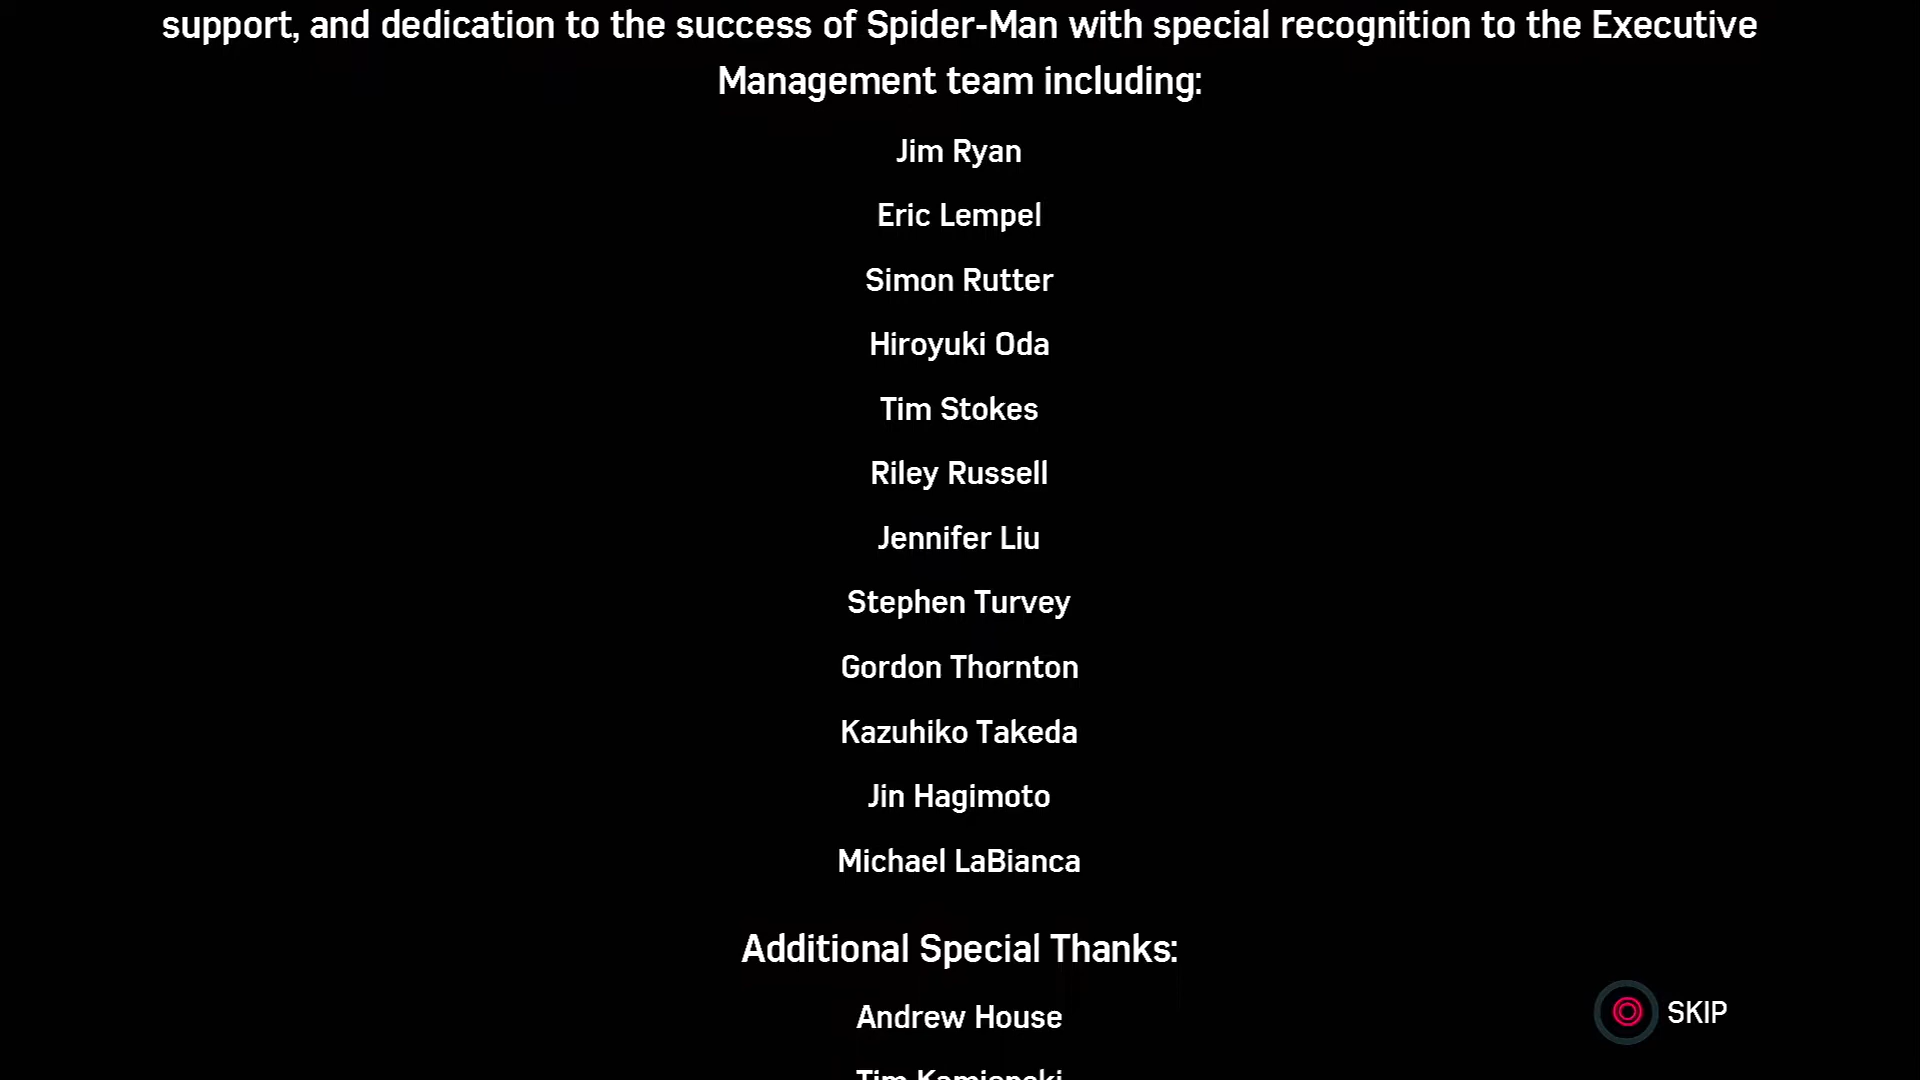 support, and dedication to the success of Spider-Man with special recognition to the Executive
Management team including:
Jim Ryan
Eric Lempel
Simon Rutter
Hiroyuki Oda
Tim Stokes
Riley Russell
Jennifer Liu
Stephen Turvey
Gordon Thornton
Kazuhiko Takeda
Jin Hagimoto
Michael LaBianca
Additional Special Thanks:
Andrew House
SKIP
Tim